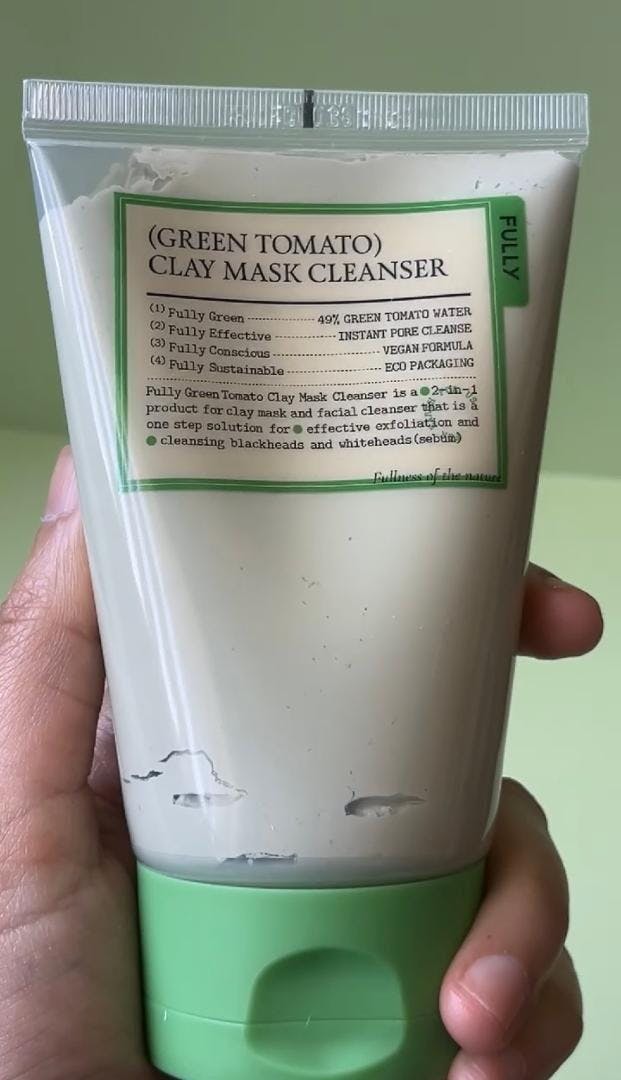 (GREEN TOMATO)
CLAY MASK CLEANSER
FULLY
(1) Fully Green ---------------- 49% GREEN TOMATO WATER
(2) Fully Effective -------------- INSTANT PORE CLEANSE
(3) Fully Conscious ------------------------- VEGAN FORMULA
(4) Fully Sustainable ---------------------- ECO PACKAGING
Fully Green Tomato Clay Mask Cleanser is a ● 2-in-1
product for clay mask and facial cleanser that is a
one step solution for ● effective exfoliation and
● cleansing blackheads and whiteheads (sebum)
Fullness of the nature